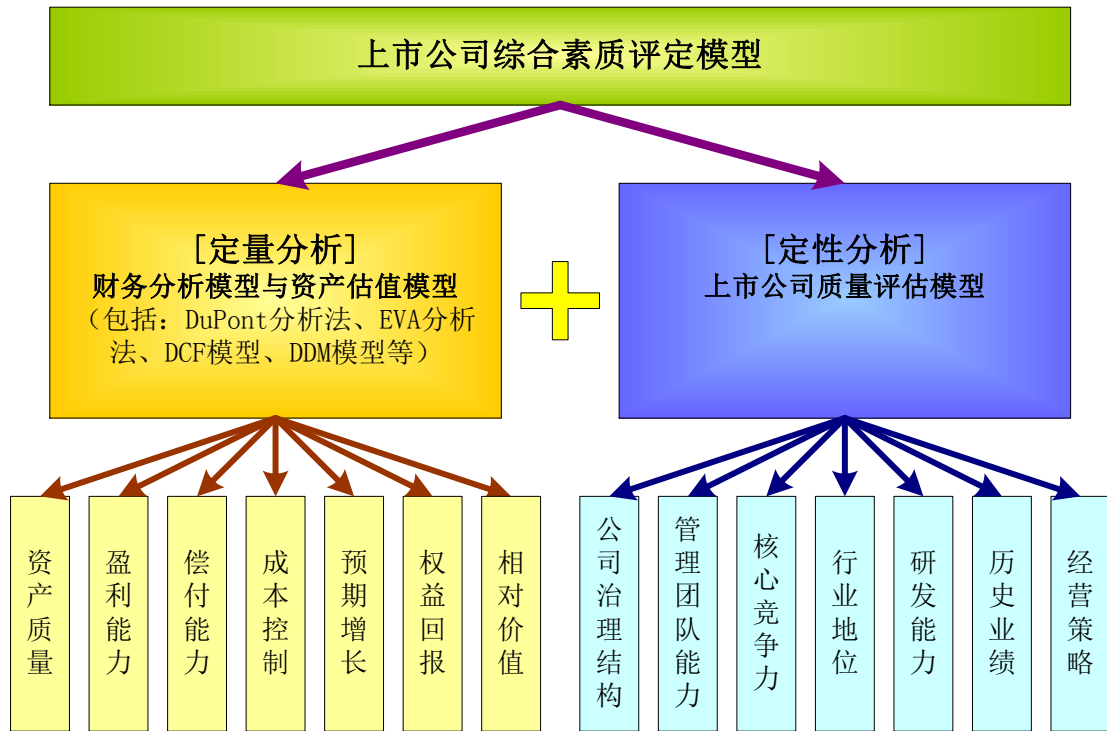 上市公司综合素质评定模型
[定量分析]
财务分析模型与资产估值模型
（包括：DuPont分析法、EVA分析
法、DCF模型、DDM模型等）
[定性分析]
上市公司质量评估模型
资产质量
盈利能力
偿付能力
成本控制
预期增长
权益回报
相对价值
公司治理结构
管理团队能力
核心竞争力
行业地位
研发能力
历史业绩
经营策略